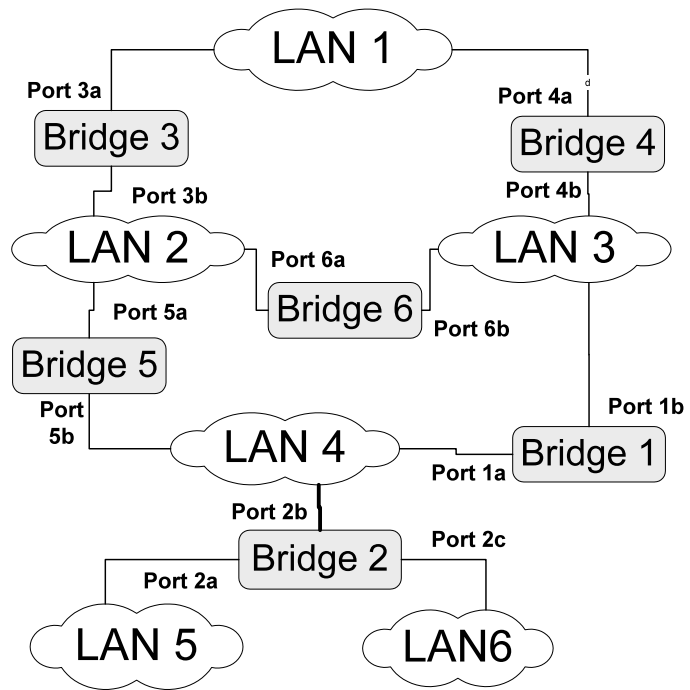 LAN 1
Port 3a
d
Port 4a
Bridge 3
Bridge 4
Port 3b
Port 4b
LAN 2
LAN 3
Port 6a
Port 5a
Bridge 6
Port 6b
Bridge 5
Port
5b
Port 1b
LAN 4
Bridge 1
Port 1a
Port 2b
Port 2c
Bridge 2
Port 2a
LAN 5
LAN6